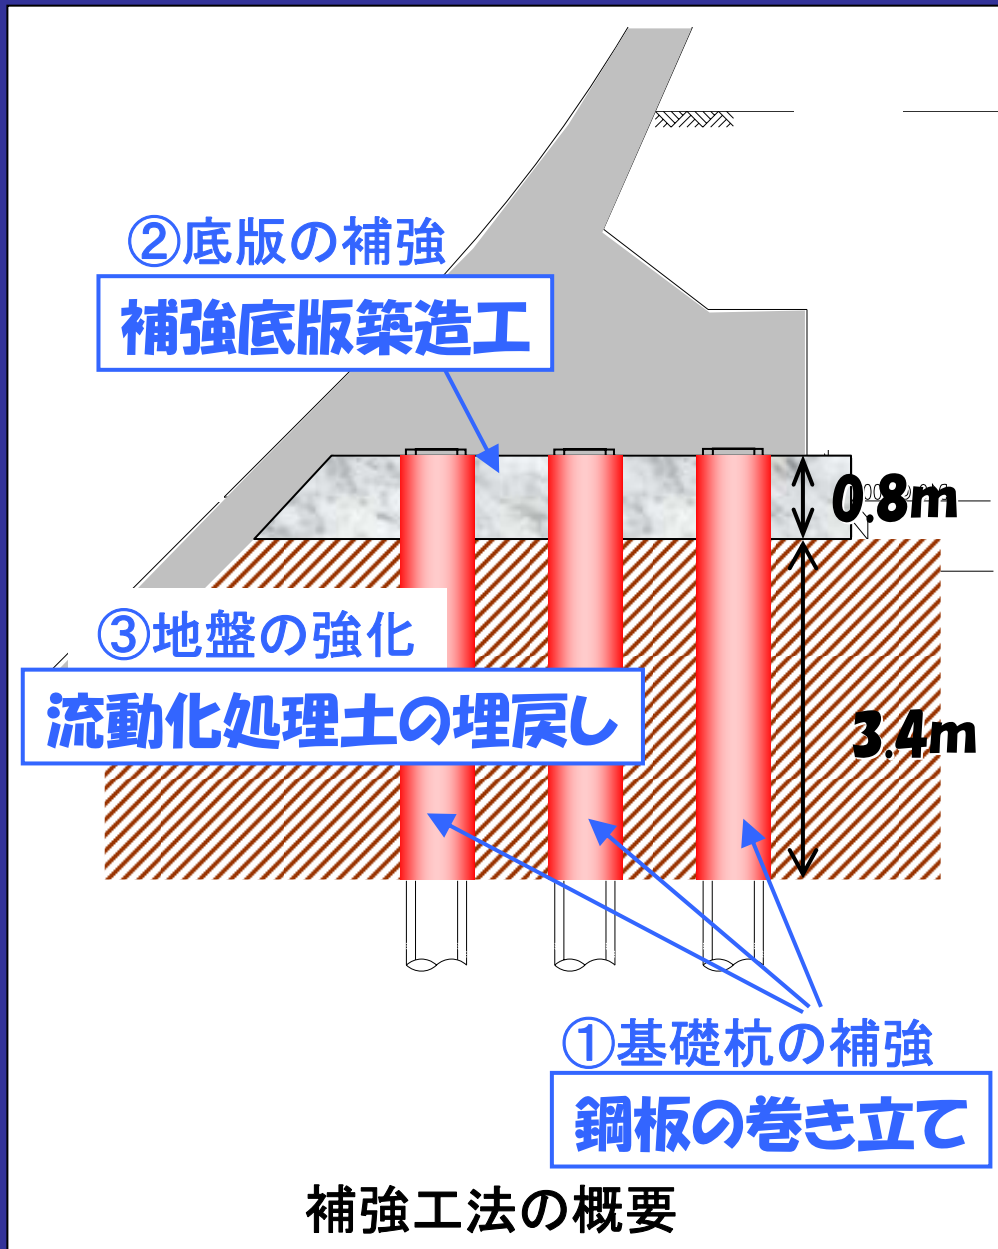 ②底版の補強
補強底版築造工
0.8m
③地盤の強化
流動化処理土の埋戻し
3.4m
①基礎杭の補強
鋼板の巻き立て
補強工法の概要